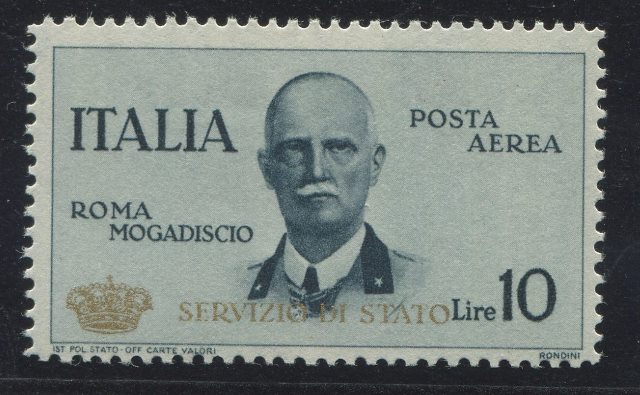 ITALIA
POSTA
AEREA
ROMA
MOGADISCIO
SERVIZIO DI STATO
Lire 10
IST. POL. STATO-OFF. CARTE VALORI
RONDINI